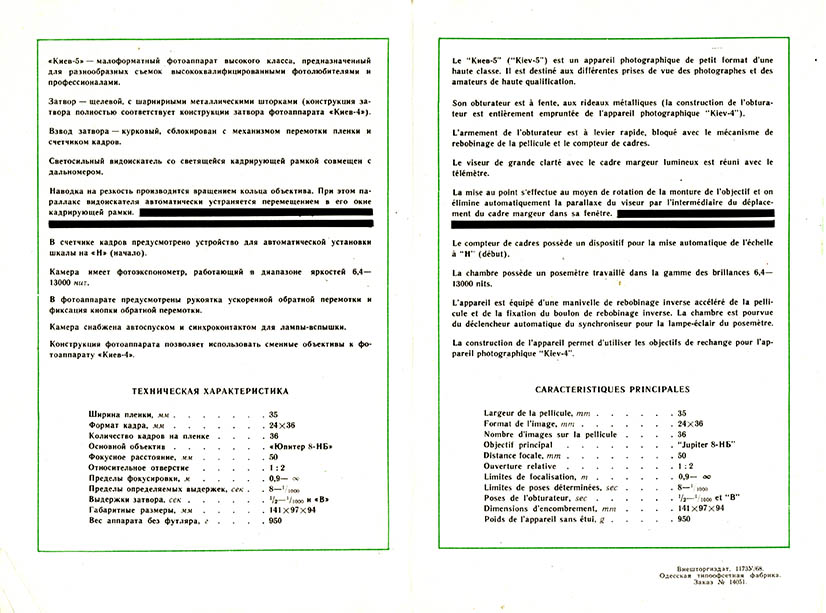 «Киев-5» — малоформатный фотоаппарат высокого класса, предназначенный
для разнообразных съемок высококвалифицированными фотолюбителями и
профессионалами.
Затвор — щелевой, с шарнирными металлическими шторками (конструкция за-
твора полностью соответствует конструкции затвора фотоаппарата «Киев-4»).
Взвод затвора — курковый, сблокирован с механизмом перемотки пленки и
счетчиком кадров.
Светосильный видоискатель со светящейся кадрирующей рамкой совмещен с
дальномером.
Наводка на резкость производится вращением кольца объектива. При этом па-
раллакс видоискателя автоматически устраняется перемещением в его окне
кадрирующей рамки.
В счетчике кадров предусмотрено устройство для автоматической установки
шкалы на «Н» (начало).
Камера имеет фотоэкспонометр, работающий в диапазоне яркостей 6,4—
13000 нит.
В фотоаппарате предусмотрены рукоятка ускоренной обратной перемотки и
фиксация кнопки обратной перемотки.
Камера снабжена автоспуском и синхроконтактом для лампы-вспышки.
Конструкция фотоаппарата позволяет использовать сменные объективы к фо-
тоаппарату «Киев-4».
ТЕХНИЧЕСКАЯ ХАРАКТЕРИСТИКА
Ширина пленки, мм . . . . . . . 35
Формат кадра, мм . . . . . . . 24×36
Количество кадров на пленке . . . . 36
Основной объектив . . . . . . . «Юпитер 8-НБ»
Фокусное расстояние, мм . . . . . 50
Относительное отверстие . . . . . 1 : 2
Пределы фокусировки, м . . . . . 0,9— ∞
Пределы определяемых выдержек, сек . . 8—1/1000
Выдержки затвора, сек . . . . . . 1/2—1/1000 и «В»
Габаритные размеры, мм . . . . . 141×97×94
Вес аппарата без футляра, г . . . . 950
Le “Киев-5” (“Kiev-5”) est un appareil photographique de petit format d'une
haute classe. Il est destiné aux différentes prises de vue des photographes et des
amateurs de haute qualification.
Son obturateur est à fente, aux rideaux métalliques (la construction de l'obtura-
teur est entièrement empruntée de l'appareil photographique “Kiev-4”).
L'armement de l'obturateur est à levier rapide, bloqué avec le mécanisme de
rebobinage de la pellicule et le compteur de cadres.
Le viseur de grande clarté avec le cadre margeur lumineux est réuni avec le
télémètre.
La mise au point s'effectue au moyen de rotation de la monture de l'objectif et on
élimine automatiquement la parallaxe du viseur par l'intermédiaire du déplace-
ment du cadre margeur dans sa fenêtre.
Le compteur de cadres possède un dispositif pour la mise automatique de l'échelle
à “Н” (début).
La chambre possède un posemètre travaillé dans la gamme des brillances 6,4—
13000 nits.
L'appareil est équipé d'une manivelle de rebobinage inverse accéléré de la pelli-
cule et de la fixation du boulon de rebobinage inverse. La chambre est pourvue
du déclencheur automatique du synchroniseur pour la lampe-éclair du posemètre.
La construction de l'appareil permet d'utiliser les objectifs de rechange pour l'ap-
pareil photographique “Kiev-4”.
CARACTERISTIQUES PRINCIPALES
Largeur de la pellicule, mm . . . . . 35
Format de l'image, mm . . . . . . 24×36
Nombre d'images sur la pellicule . . . 36
Objectif principal . . . . . . “Jupiter 8-НБ”
Distance focale, mm . . . . . . . 50
Ouverture relative . . . . . . . 1 : 2
Limites de localisation, m . . . . . 0,9— ∞
Limites de poses déterminées, sec . . . 8—1/1000
Poses de l'obturateur, sec . . . . . 1/2—1/1000 et “B”
Dimensions d'encombrement, mm . . . 141×97×94
Poids de l'appareil sans étui, g . . . . 950
Внешторгиздат, 1173У/68.
Одесская типоофсетная фабрика.
Заказ № 14051.